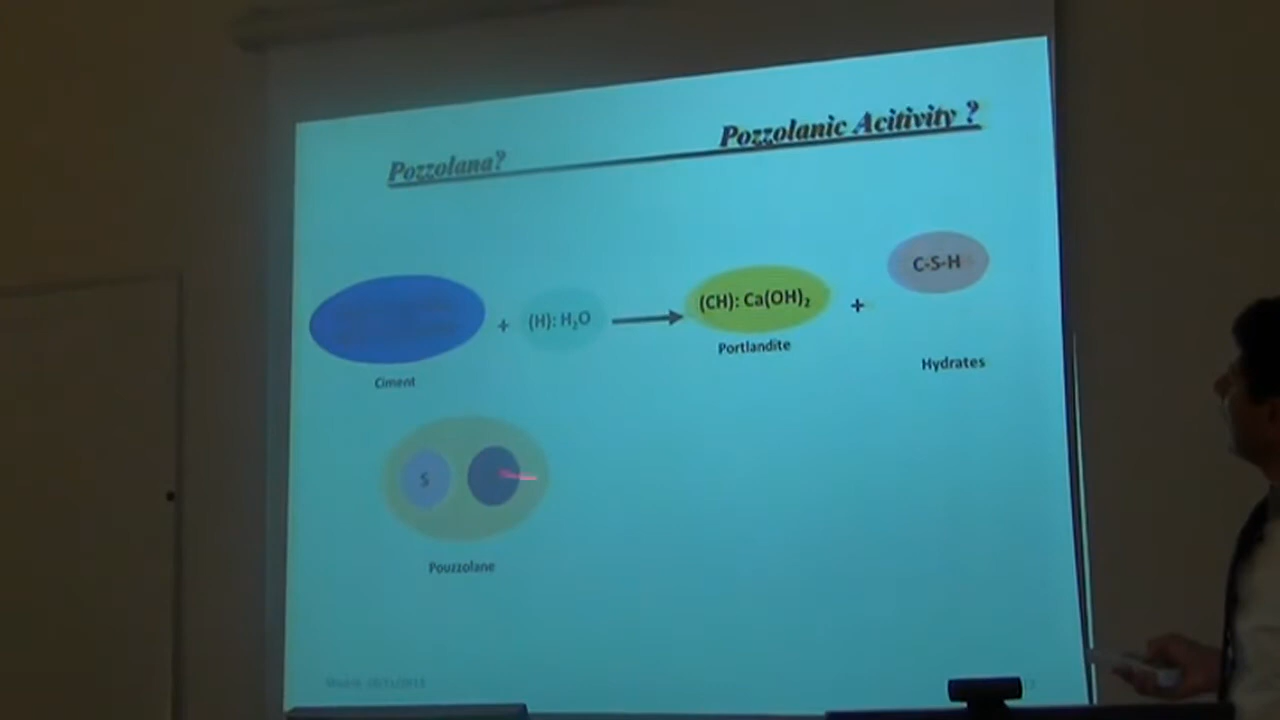 Pozzolanic Acitivity ?
Pozzolana?
C-S-H
+ (H): H₂O
(CH): Ca(OH)₂ +
Portlandite
Hydrates
Ciment
S
Pouzzolane